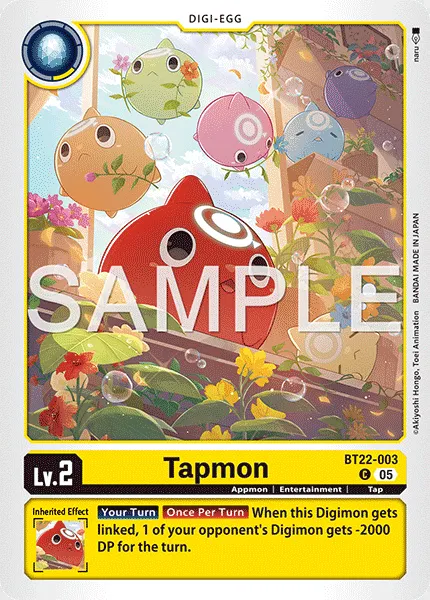 DIGI-EGG
naru
SAMPLE
©Akiyoshi Hongo, Toei Animation BANDAI MADE IN JAPAN
Lv.2
Tapmon
BT22-003
C 05
Appmon | Entertainment | Tap
Inherited Effect
Your Turn Once Per Turn When this Digimon gets
linked, 1 of your opponent's Digimon gets -2000
DP for the turn.